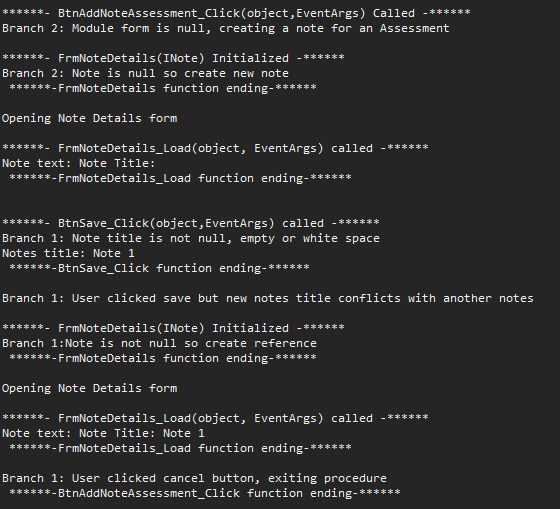 ******- BtnAddNoteAssessment_Click(object,EventArgs) Called -******
Branch 2: Module form is null, creating a note for an Assessment
******- FrmNoteDetails(INote) Initialized -******
Branch 2: Note is null so create new note
******-FrmNoteDetails function ending-******
Opening Note Details form
******- FrmNoteDetails_Load(object, EventArgs) called -******
Note text: Note Title:
******-FrmNoteDetails_Load function ending-******
******- BtnSave_Click(object,EventArgs) called -******
Branch 1: Note title is not null, empty or white space
Notes title: Note 1
******-BtnSave_Click function ending-******
Branch 1: User clicked save but new notes title conflicts with another notes
******- FrmNoteDetails(INote) Initialized -******
Branch 1:Note is not null so create reference
******-FrmNoteDetails function ending-******
Opening Note Details form
******- FrmNoteDetails_Load(object, EventArgs) called -******
Note text: Note Title: Note 1
******-FrmNoteDetails_Load function ending-******
Branch 1: User clicked cancel button, exiting procedure
******-BtnAddNoteAssessment_Click function ending-******